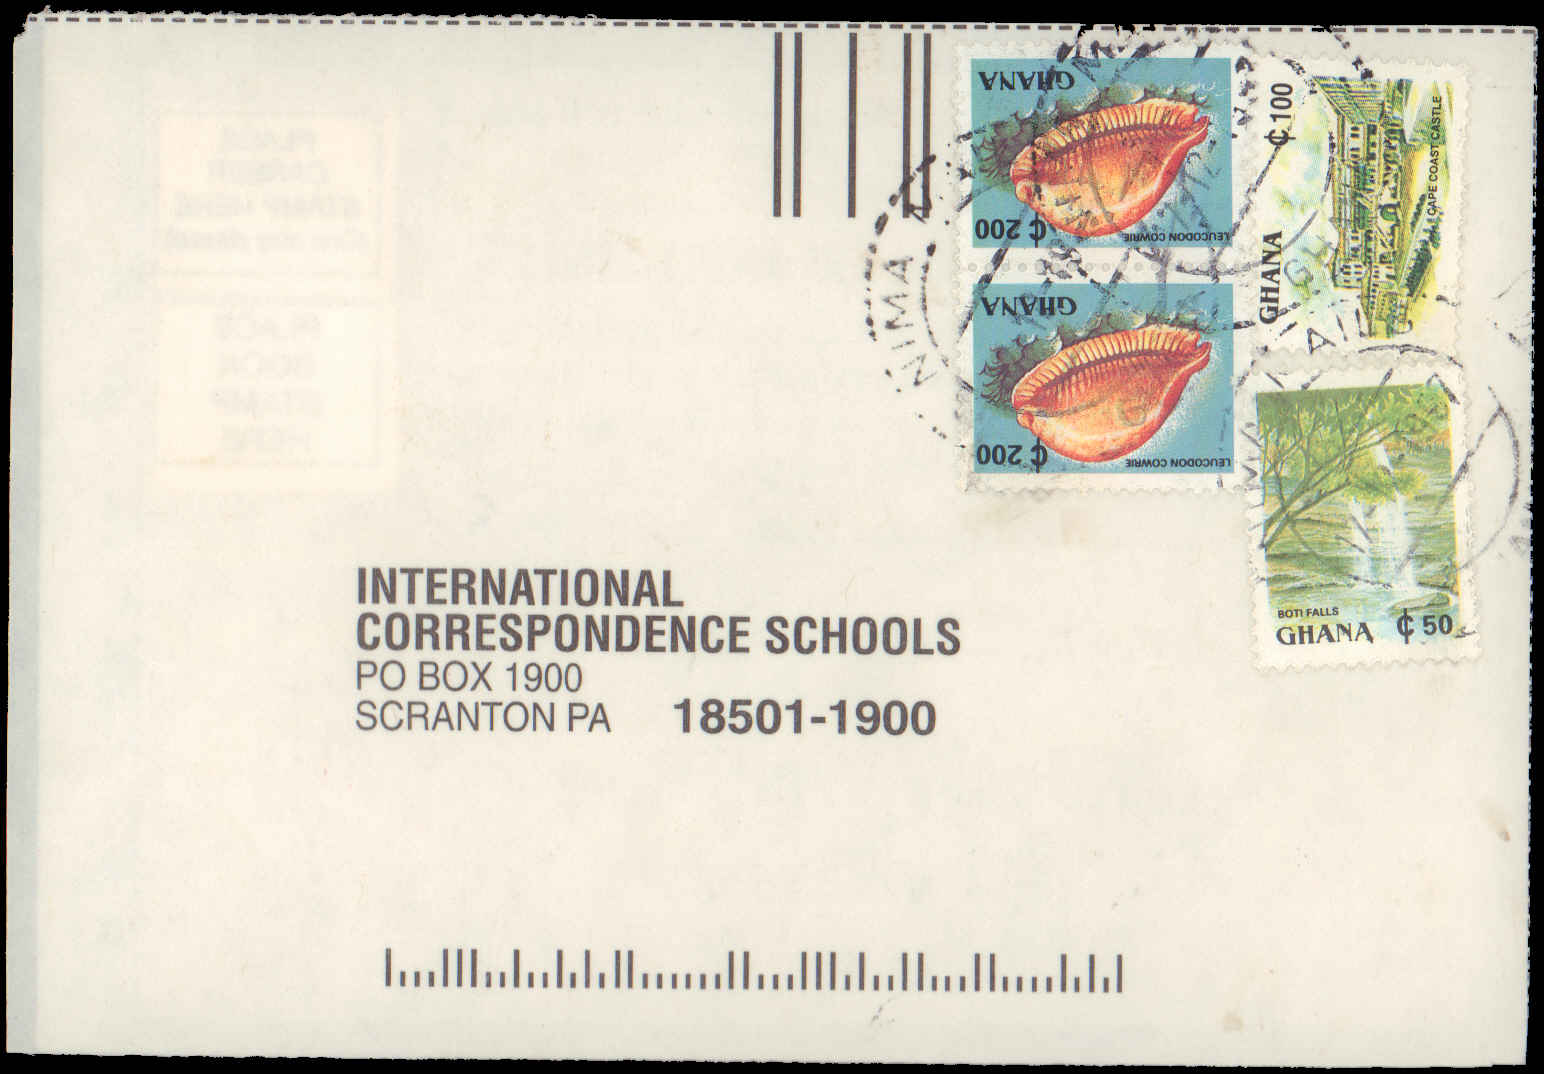 GHANA
₵200
LEUCODON COWRIE
GHANA
₵200
LEUCODON COWRIE
GHANA
₵100
CAPE COAST CASTLE
BOTI FALLS
GHANA ₵50
NIMA
INTERNATIONAL
CORRESPONDENCE SCHOOLS
PO BOX 1900
SCRANTON PA 18501-1900